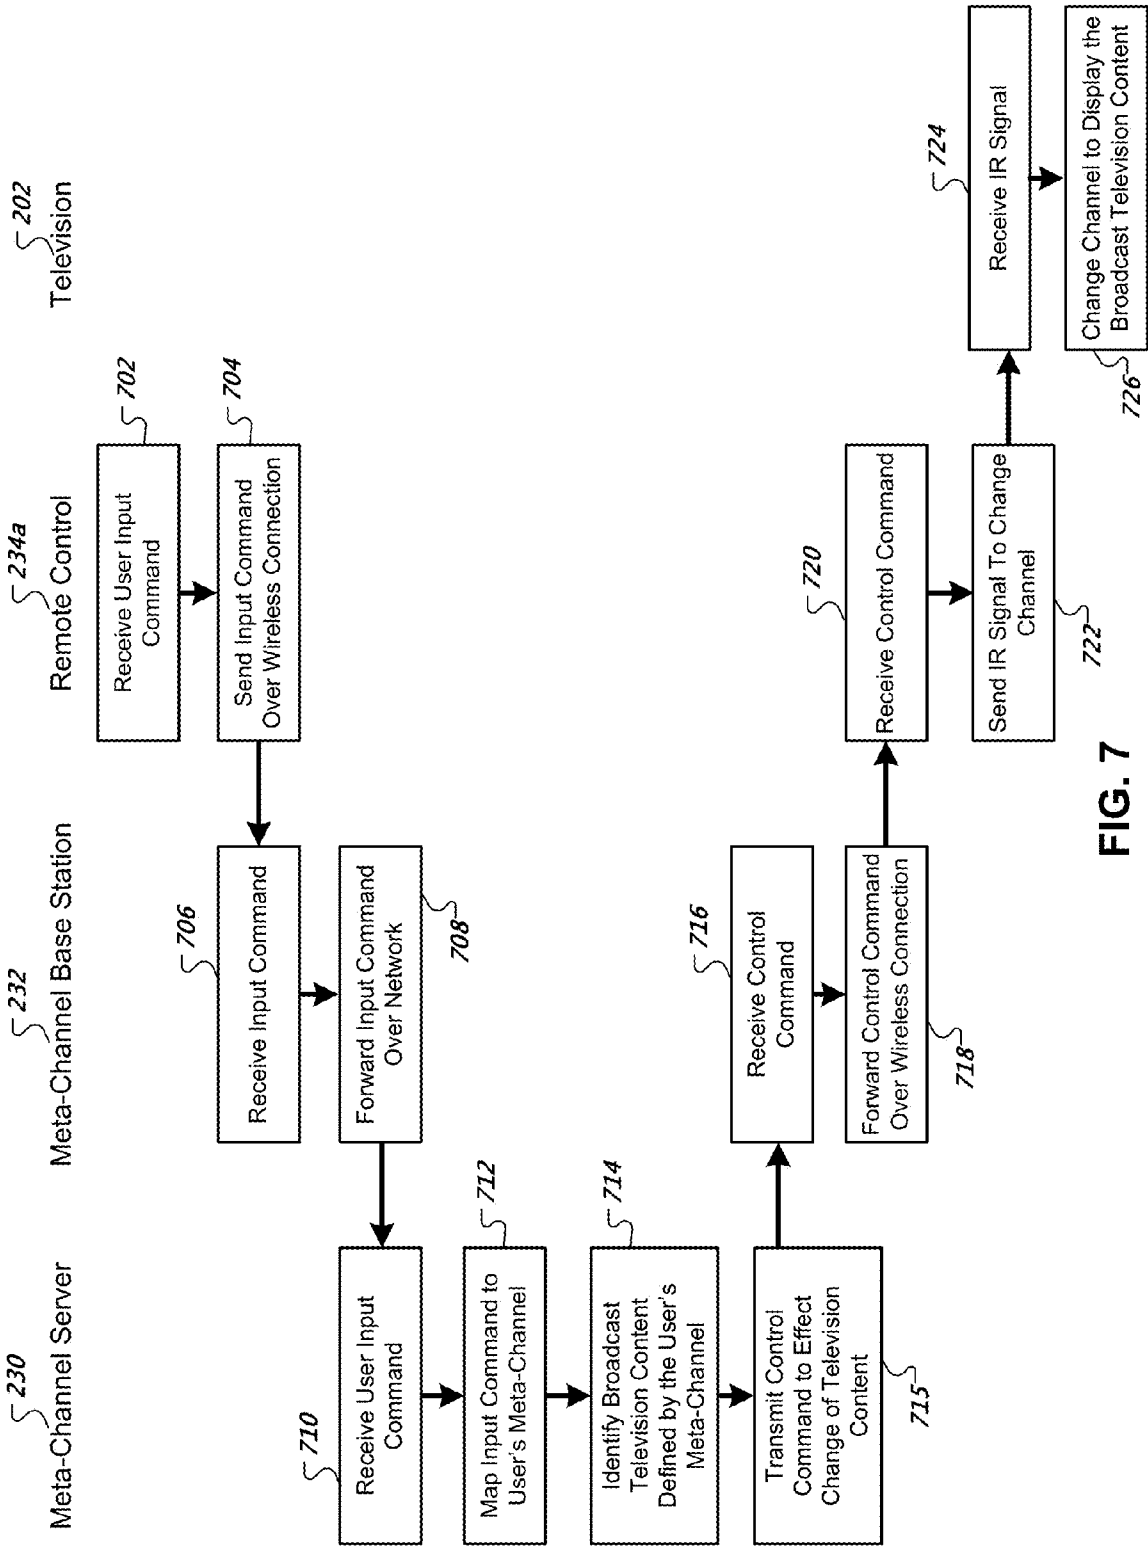 230
Meta-Channel Server
232
Meta-Channel Base Station
234a
Remote Control
202
Television
702
Receive User Input
Command
704
Send Input Command
Over Wireless Connection
706
Receive Input Command
708
Forward Input Command
Over Network
710
Receive User Input
Command
712
Map Input Command to
User's Meta-Channel
714
Identify Broadcast
Television Content
Defined by the User's
Meta-Channel
715
Transmit Control
Command to Effect
Change of Television
Content
716
Receive Control
Command
718
Forward Control Command
Over Wireless Connection
720
Receive Control Command
722
Send IR Signal To Change
Channel
724
Receive IR Signal
726
Change Channel to Display the
Broadcast Television Content
FIG. 7